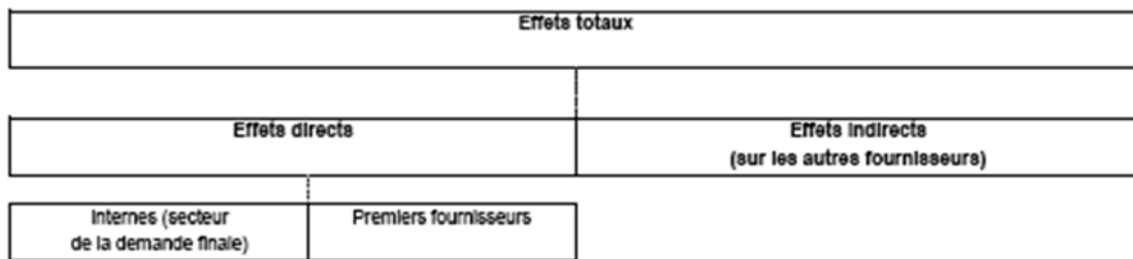 Effets totaux
Effets directs
Effets indirects
(sur les autres fournisseurs)
Internes (secteur
de la demande finale)
Premiers fournisseurs